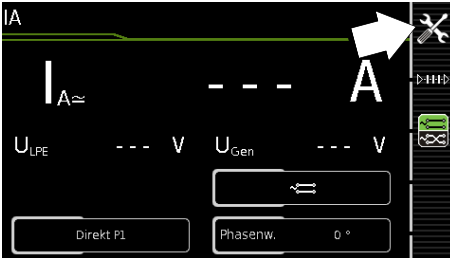 IA
I A≃ - - - A
U LPE - - - V U Gen - - - V
Direkt P1 Phasenw. 0 °